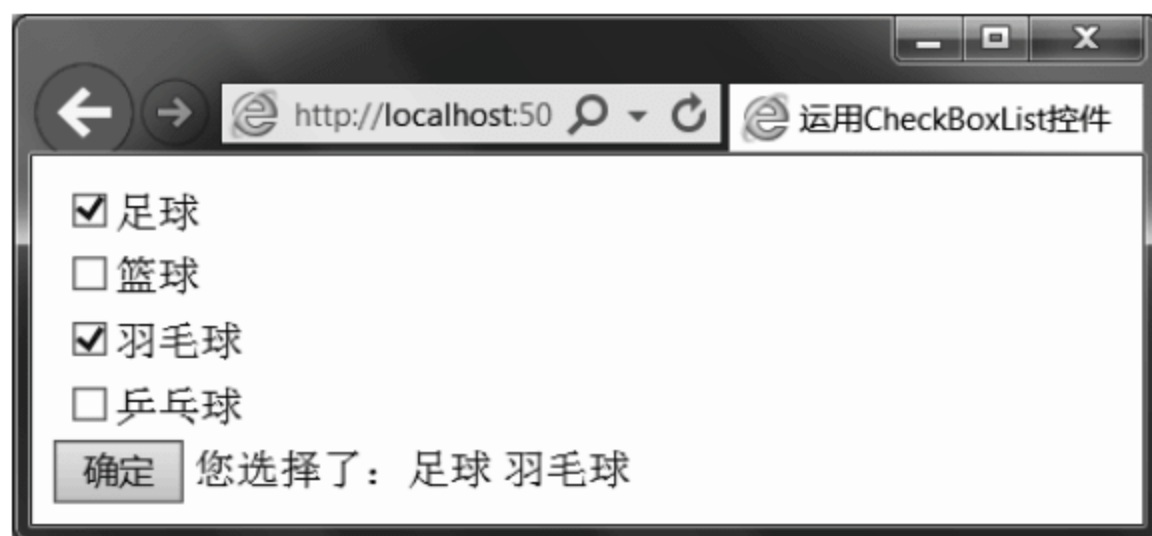 http://localhost:50
运用CheckBoxList控件
足球
篮球
羽毛球
乒乓球
确定 您选择了：足球 羽毛球